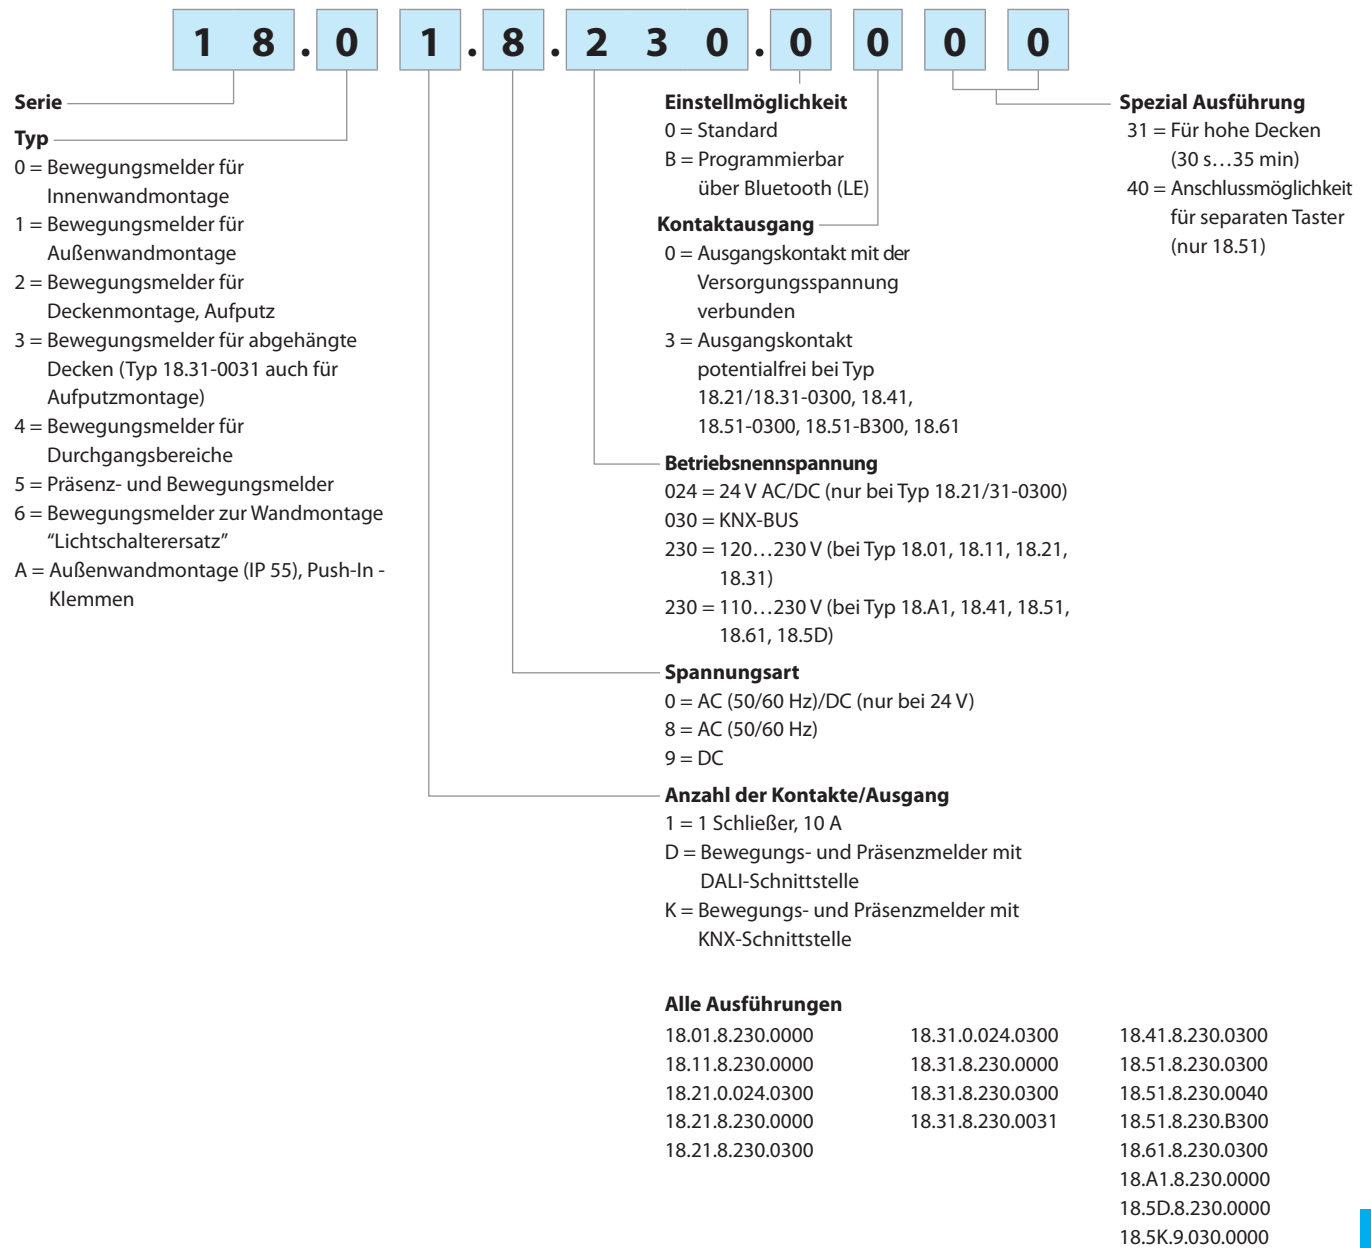 1 8 . 0 1 . 8 . 2 3 0 . 0 0 0 0
Serie
Typ
0 = Bewegungsmelder für
Innenwandmontage
1 = Bewegungsmelder für
Außenwandmontage
2 = Bewegungsmelder für
Deckenmontage, Aufputz
3 = Bewegungsmelder für abgehängte
Decken (Typ 18.31-0031 auch für
Aufputzmontage)
4 = Bewegungsmelder für
Durchgangsbereiche
5 = Präsenz- und Bewegungsmelder
6 = Bewegungsmelder zur Wandmontage
“Lichtschalterersatz”
A = Außenwandmontage (IP 55), Push-In -
Klemmen
Einstellmöglichkeit
0 = Standard
B = Programmierbar
über Bluetooth (LE)
Kontaktausgang
0 = Ausgangskontakt mit der
Versorgungsspannung
verbunden
3 = Ausgangskontakt
potentialfrei bei Typ
18.21/18.31-0300, 18.41,
18.51-0300, 18.51-B300, 18.61
Betriebsnennspannung
024 = 24 V AC/DC (nur bei Typ 18.21/31-0300)
030 = KNX-BUS
230 = 120…230 V (bei Typ 18.01, 18.11, 18.21,
18.31)
230 = 110…230 V (bei Typ 18.A1, 18.41, 18.51,
18.61, 18.5D)
Spannungsart
0 = AC (50/60 Hz)/DC (nur bei 24 V)
8 = AC (50/60 Hz)
9 = DC
Anzahl der Kontakte/Ausgang
1 = 1 Schließer, 10 A
D = Bewegungs- und Präsenzmelder mit
DALI-Schnittstelle
K = Bewegungs- und Präsenzmelder mit
KNX-Schnittstelle
Spezial Ausführung
31 = Für hohe Decken
(30 s…35 min)
40 = Anschlussmöglichkeit
für separaten Taster
(nur 18.51)
Alle Ausführungen
18.01.8.230.0000
18.11.8.230.0000
18.21.0.024.0300
18.21.8.230.0000
18.21.8.230.0300
18.31.0.024.0300
18.31.8.230.0000
18.31.8.230.0300
18.31.8.230.0031
18.41.8.230.0300
18.51.8.230.0300
18.51.8.230.0040
18.51.8.230.B300
18.61.8.230.0300
18.A1.8.230.0000
18.5D.8.230.0000
18.5K.9.030.0000